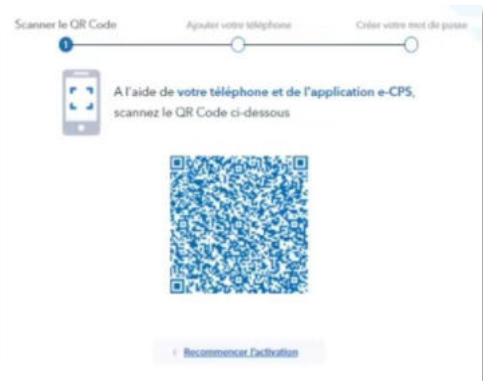 Scanner le QR Code
Ajouter votre téléphone
Créer votre mot de passe
1
A l'aide de votre téléphone et de l'application e-CPS,
scannez le QR Code ci-dessous
‹ Recommencer l'activation